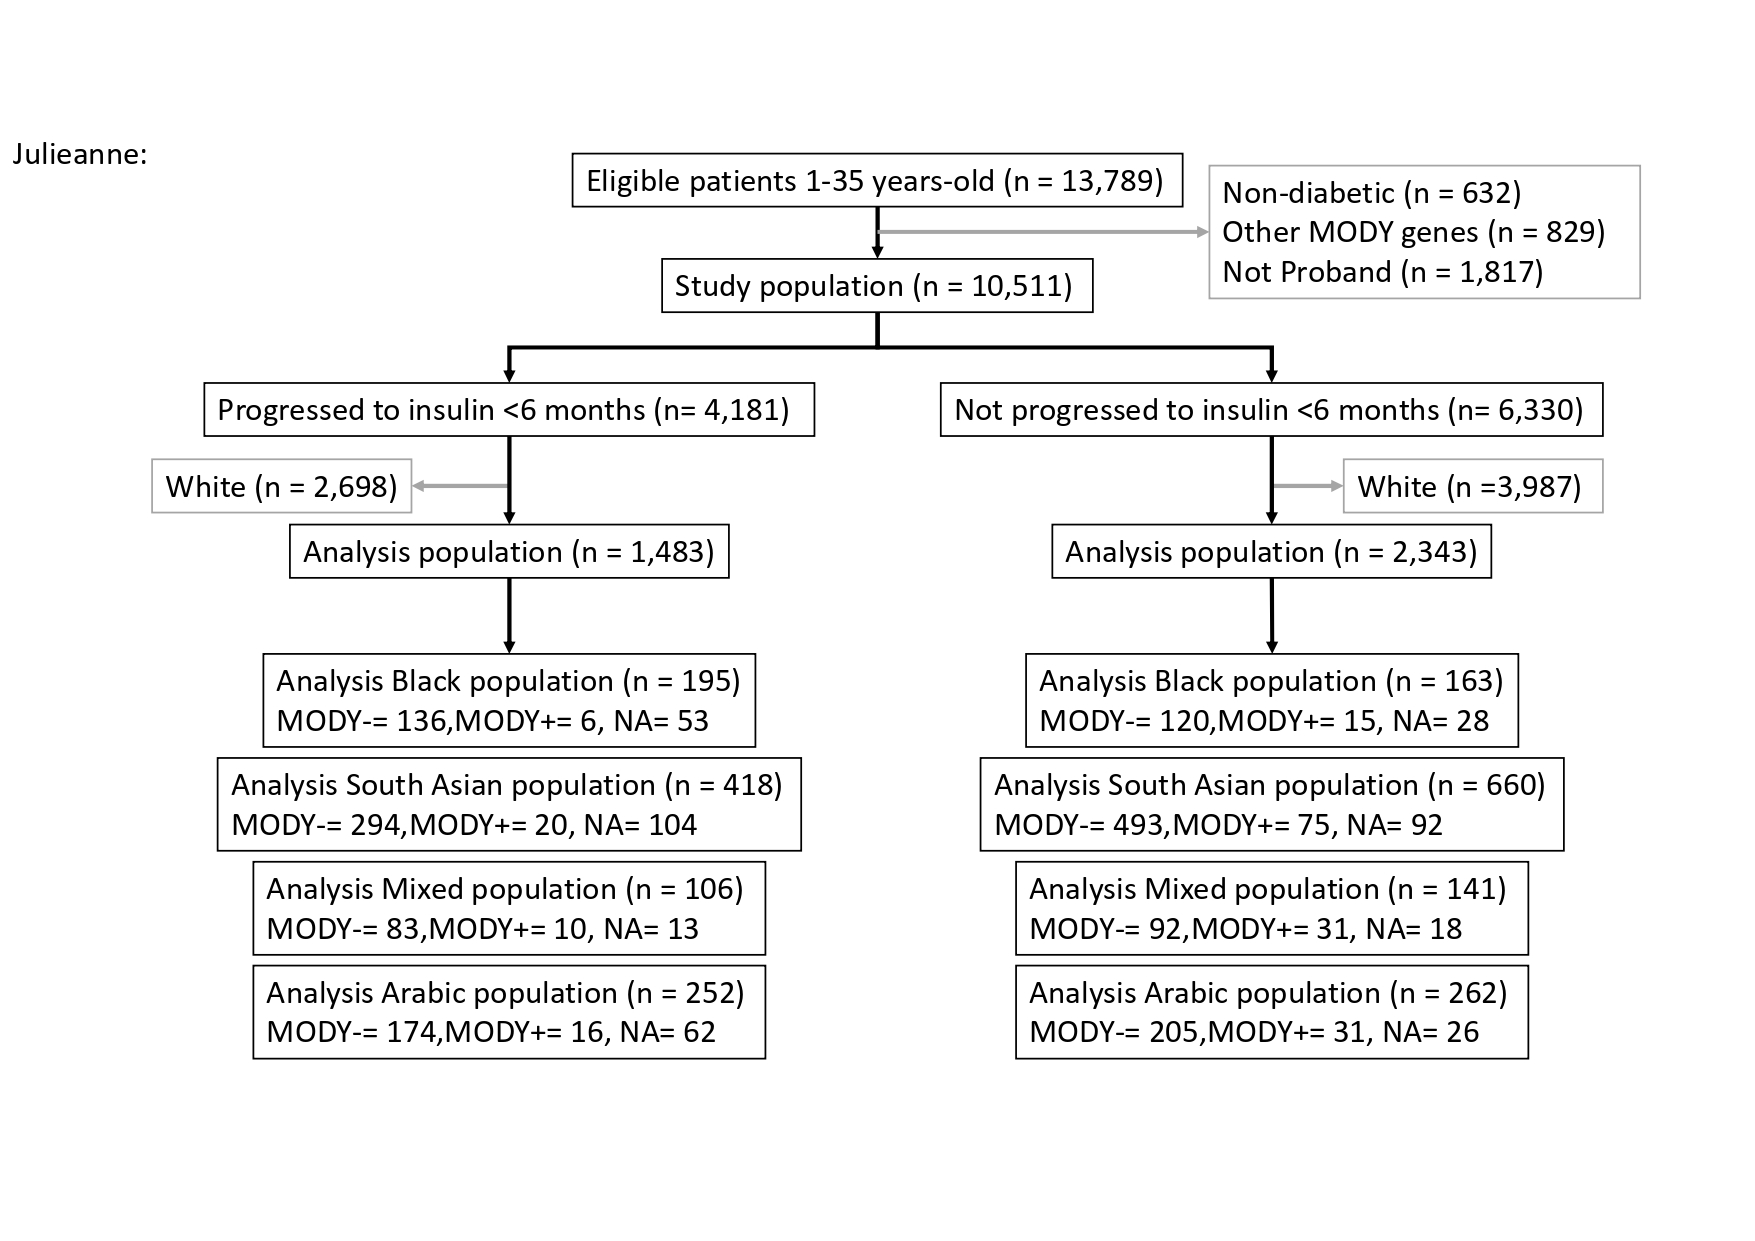 Julieanne:
Eligible patients 1-35 years-old (n = 13,789)
Non-diabetic (n = 632)
Other MODY genes (n = 829)
Not Proband (n = 1,817)
Study population (n = 10,511)
Progressed to insulin <6 months (n= 4,181)
Not progressed to insulin <6 months (n= 6,330)
White (n = 2,698)
White (n =3,987)
Analysis population (n = 1,483)
Analysis population (n = 2,343)
Analysis Black population (n = 195)
MODY-= 136,MODY+= 6, NA= 53
Analysis Black population (n = 163)
MODY-= 120,MODY+= 15, NA= 28
Analysis South Asian population (n = 418)
MODY-= 294,MODY+= 20, NA= 104
Analysis South Asian population (n = 660)
MODY-= 493,MODY+= 75, NA= 92
Analysis Mixed population (n = 106)
MODY-= 83,MODY+= 10, NA= 13
Analysis Mixed population (n = 141)
MODY-= 92,MODY+= 31, NA= 18
Analysis Arabic population (n = 252)
MODY-= 174,MODY+= 16, NA= 62
Analysis Arabic population (n = 262)
MODY-= 205,MODY+= 31, NA= 26